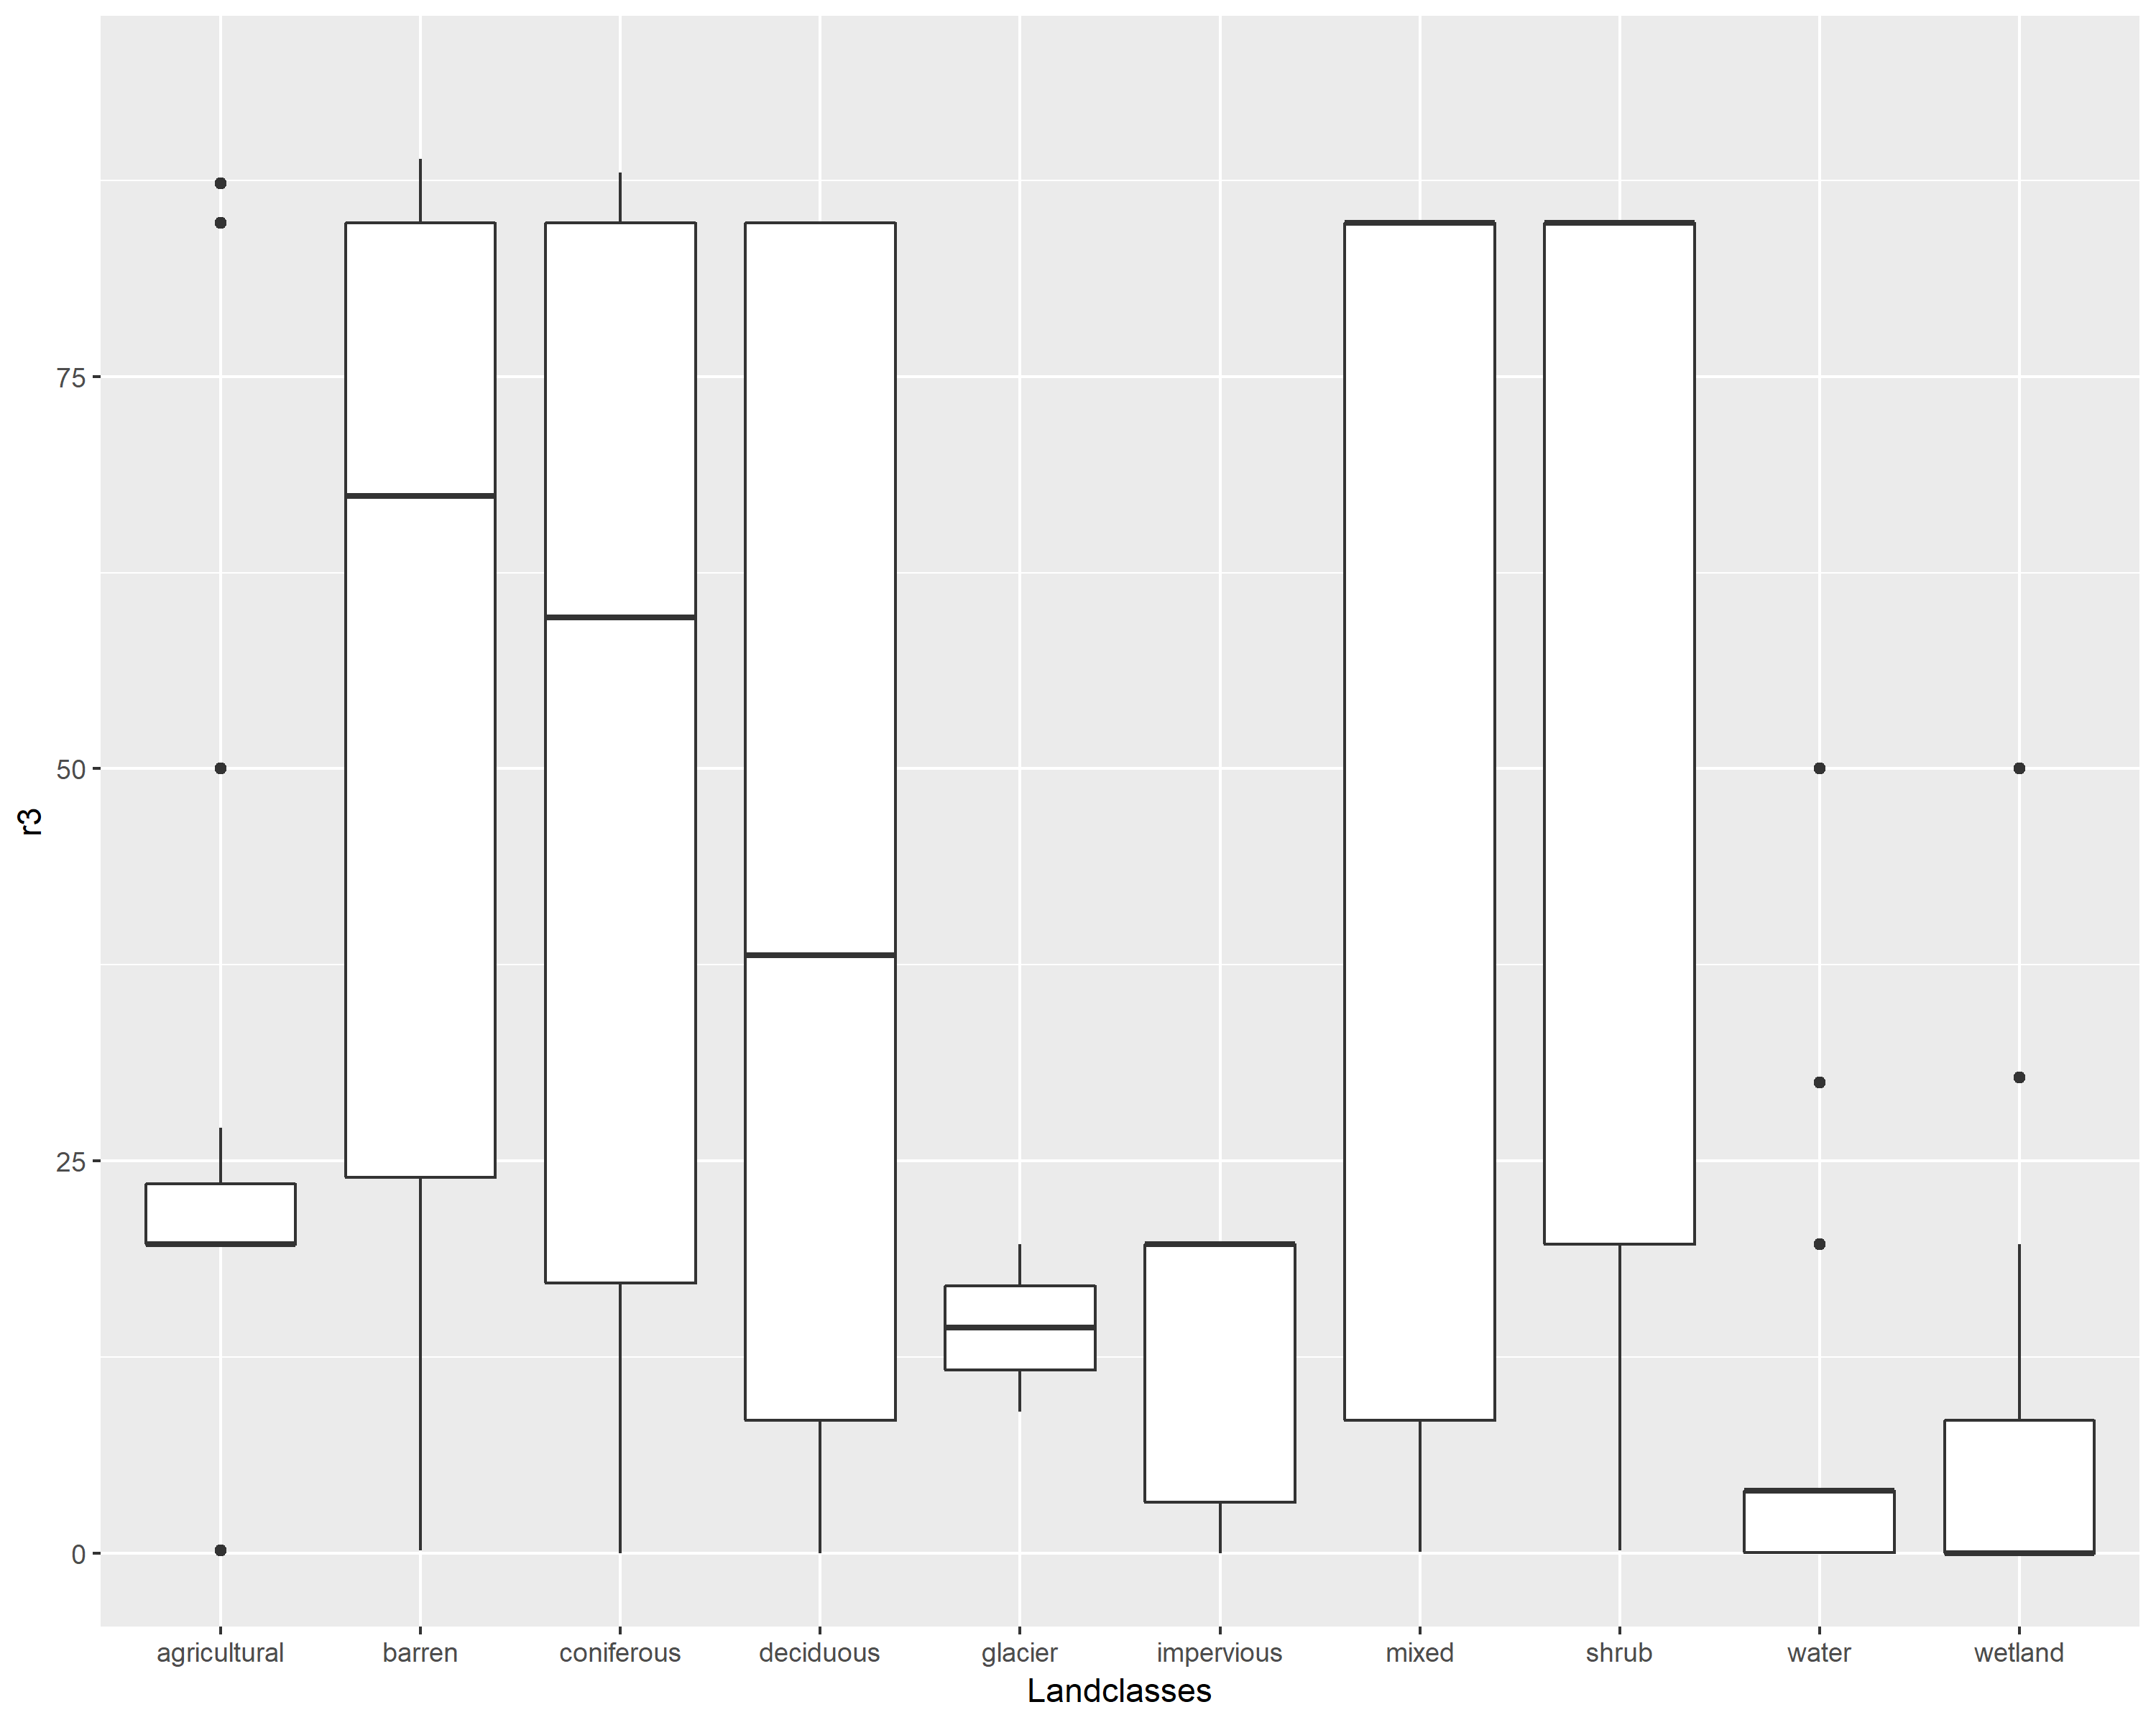 r3
75
50
25
0
agricultural barren coniferous deciduous glacier impervious mixed shrub water wetland
Landclasses